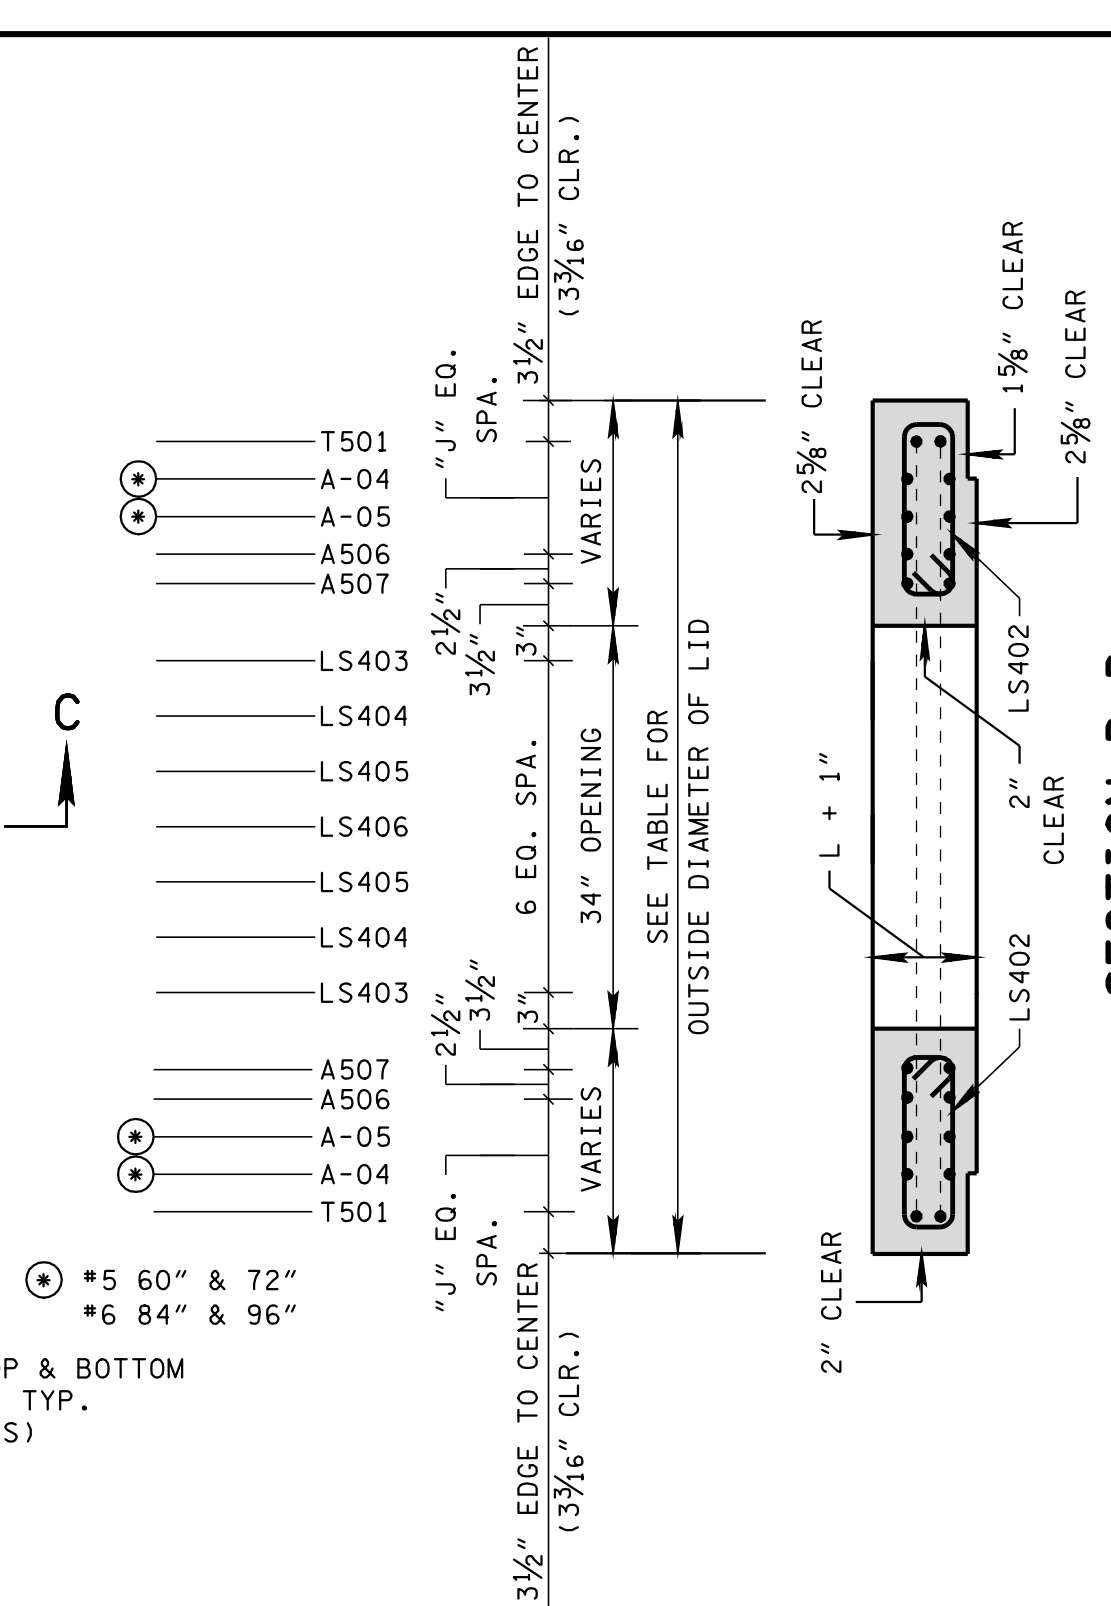 3½" EDGE TO CENTER
(3 3/16" CLR.)
"J" EQ.
SPA.
T501
A-04
A-05
A506
A507
2½"
3½"
3"
VARIES
LS403
LS404
LS405
LS406
LS405
LS404
LS403
6 EQ. SPA.
34" OPENING
SEE TABLE FOR
OUTSIDE DIAMETER OF LID
C
2½"
3½"
3"
A507
A506
A-05
A-04
T501
VARIES
"J" EQ.
SPA.
3½" EDGE TO CENTER
(3 3/16" CLR.)
* #5 60" & 72"
#6 84" & 96"
P & BOTTOM
TYP.
S)
2⅝" CLEAR
1⅝" CLEAR
2⅝" CLEAR
LS402
2"
CLEAR
L + 1"
LS402
2" CLEAR